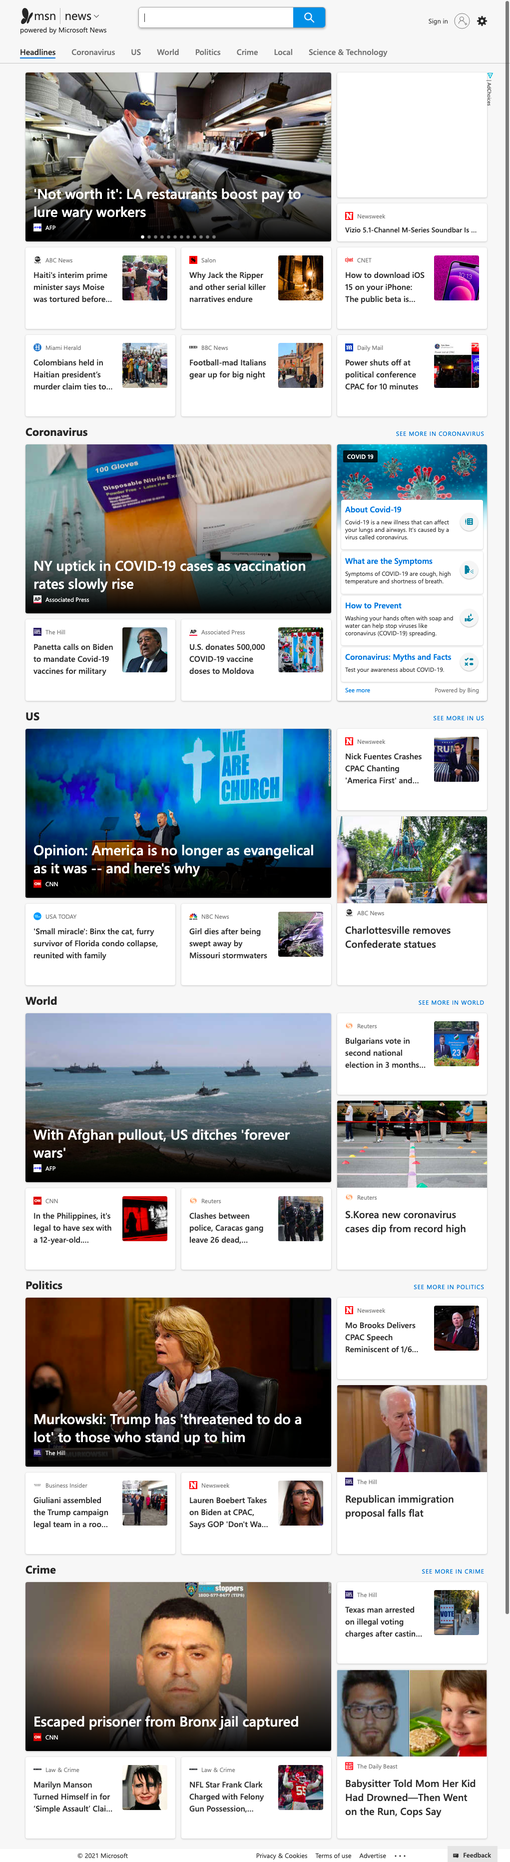 msn | news
powered by Microsoft News
Sign in
Headlines
Coronavirus
US
World
Politics
Crime
Local
Science & Technology
'Not worth it': LA restaurants boost pay to
lure wary workers
AFP
AdChoices
Newsweek
Vizio 5.1-Channel M-Series Soundbar Is ...
ABC News
Haiti's interim prime
minister says Moise
was tortured before...
Salon
Why Jack the Ripper
and other serial killer
narratives endure
CNET
How to download iOS
15 on your iPhone:
The public beta is...
Miami Herald
Colombians held in
Haitian president's
murder claim ties to...
BBC News
Football-mad Italians
gear up for big night
Daily Mail
Power shuts off at
political conference
CPAC for 10 minutes
Coronavirus
SEE MORE IN CORONAVIRUS
100 Gloves
Disposable Nitrile
NY uptick in COVID-19 cases as vaccination
rates slowly rise
Associated Press
COVID 19
About Covid-19
Covid-19 is a new illness that can affect
your lungs and airways. It's caused by a
virus called coronavirus.
What are the Symptoms
Symptoms of COVID-19 are cough, high
temperature and shortness of breath.
How to Prevent
Washing your hands often with soap and
water can help stop viruses like
coronavirus (COVID-19) spreading.
Coronavirus: Myths and Facts
Test your awareness about COVID-19.
See more
Powered by Bing
The Hill
Panetta calls on Biden
to mandate Covid-19
vaccines for military
Associated Press
U.S. donates 500,000
COVID-19 vaccine
doses to Moldova
US
SEE MORE IN US
WE
ARE
CHURCH
Opinion: America is no longer as evangelical
as it was -- and here's why
CNN
Newsweek
Nick Fuentes Crashes
CPAC Chanting
'America First' and...
ABC News
Charlottesville removes
Confederate statues
USA TODAY
'Small miracle': Binx the cat, furry
survivor of Florida condo collapse,
reunited with family
NBC News
Girl dies after being
swept away by
Missouri stormwaters
World
SEE MORE IN WORLD
With Afghan pullout, US ditches 'forever
wars'
AFP
Reuters
Bulgarians vote in
second national
election in 3 months...
23
Reuters
S.Korea new coronavirus
cases dip from record high
CNN
In the Philippines, it's
legal to have sex with
a 12-year-old....
Reuters
Clashes between
police, Caracas gang
leave 26 dead,...
Politics
SEE MORE IN POLITICS
Murkowski: Trump has 'threatened to do a
lot' to those who stand up to him
The Hill
Newsweek
Mo Brooks Delivers
CPAC Speech
Reminiscent of 1/6...
The Hill
Republican immigration
proposal falls flat
Business Insider
Giuliani assembled
the Trump campaign
legal team in a roo...
Newsweek
Lauren Boebert Takes
on Biden at CPAC,
Says GOP 'Don't Wa...
Crime
SEE MORE IN CRIME
stoppers
1-800-577-8477 (TIPS)
Escaped prisoner from Bronx jail captured
CNN
The Hill
Texas man arrested
on illegal voting
charges after castin...
VOTE
The Daily Beast
Babysitter Told Mom Her Kid
Had Drowned—Then Went
on the Run, Cops Say
Law & Crime
Marilyn Manson
Turned Himself in for
'Simple Assault' Clai...
Law & Crime
NFL Star Frank Clark
Charged with Felony
Gun Possession,...
55
© 2021 Microsoft
Privacy & Cookies
Terms of use
Advertise
Feedback